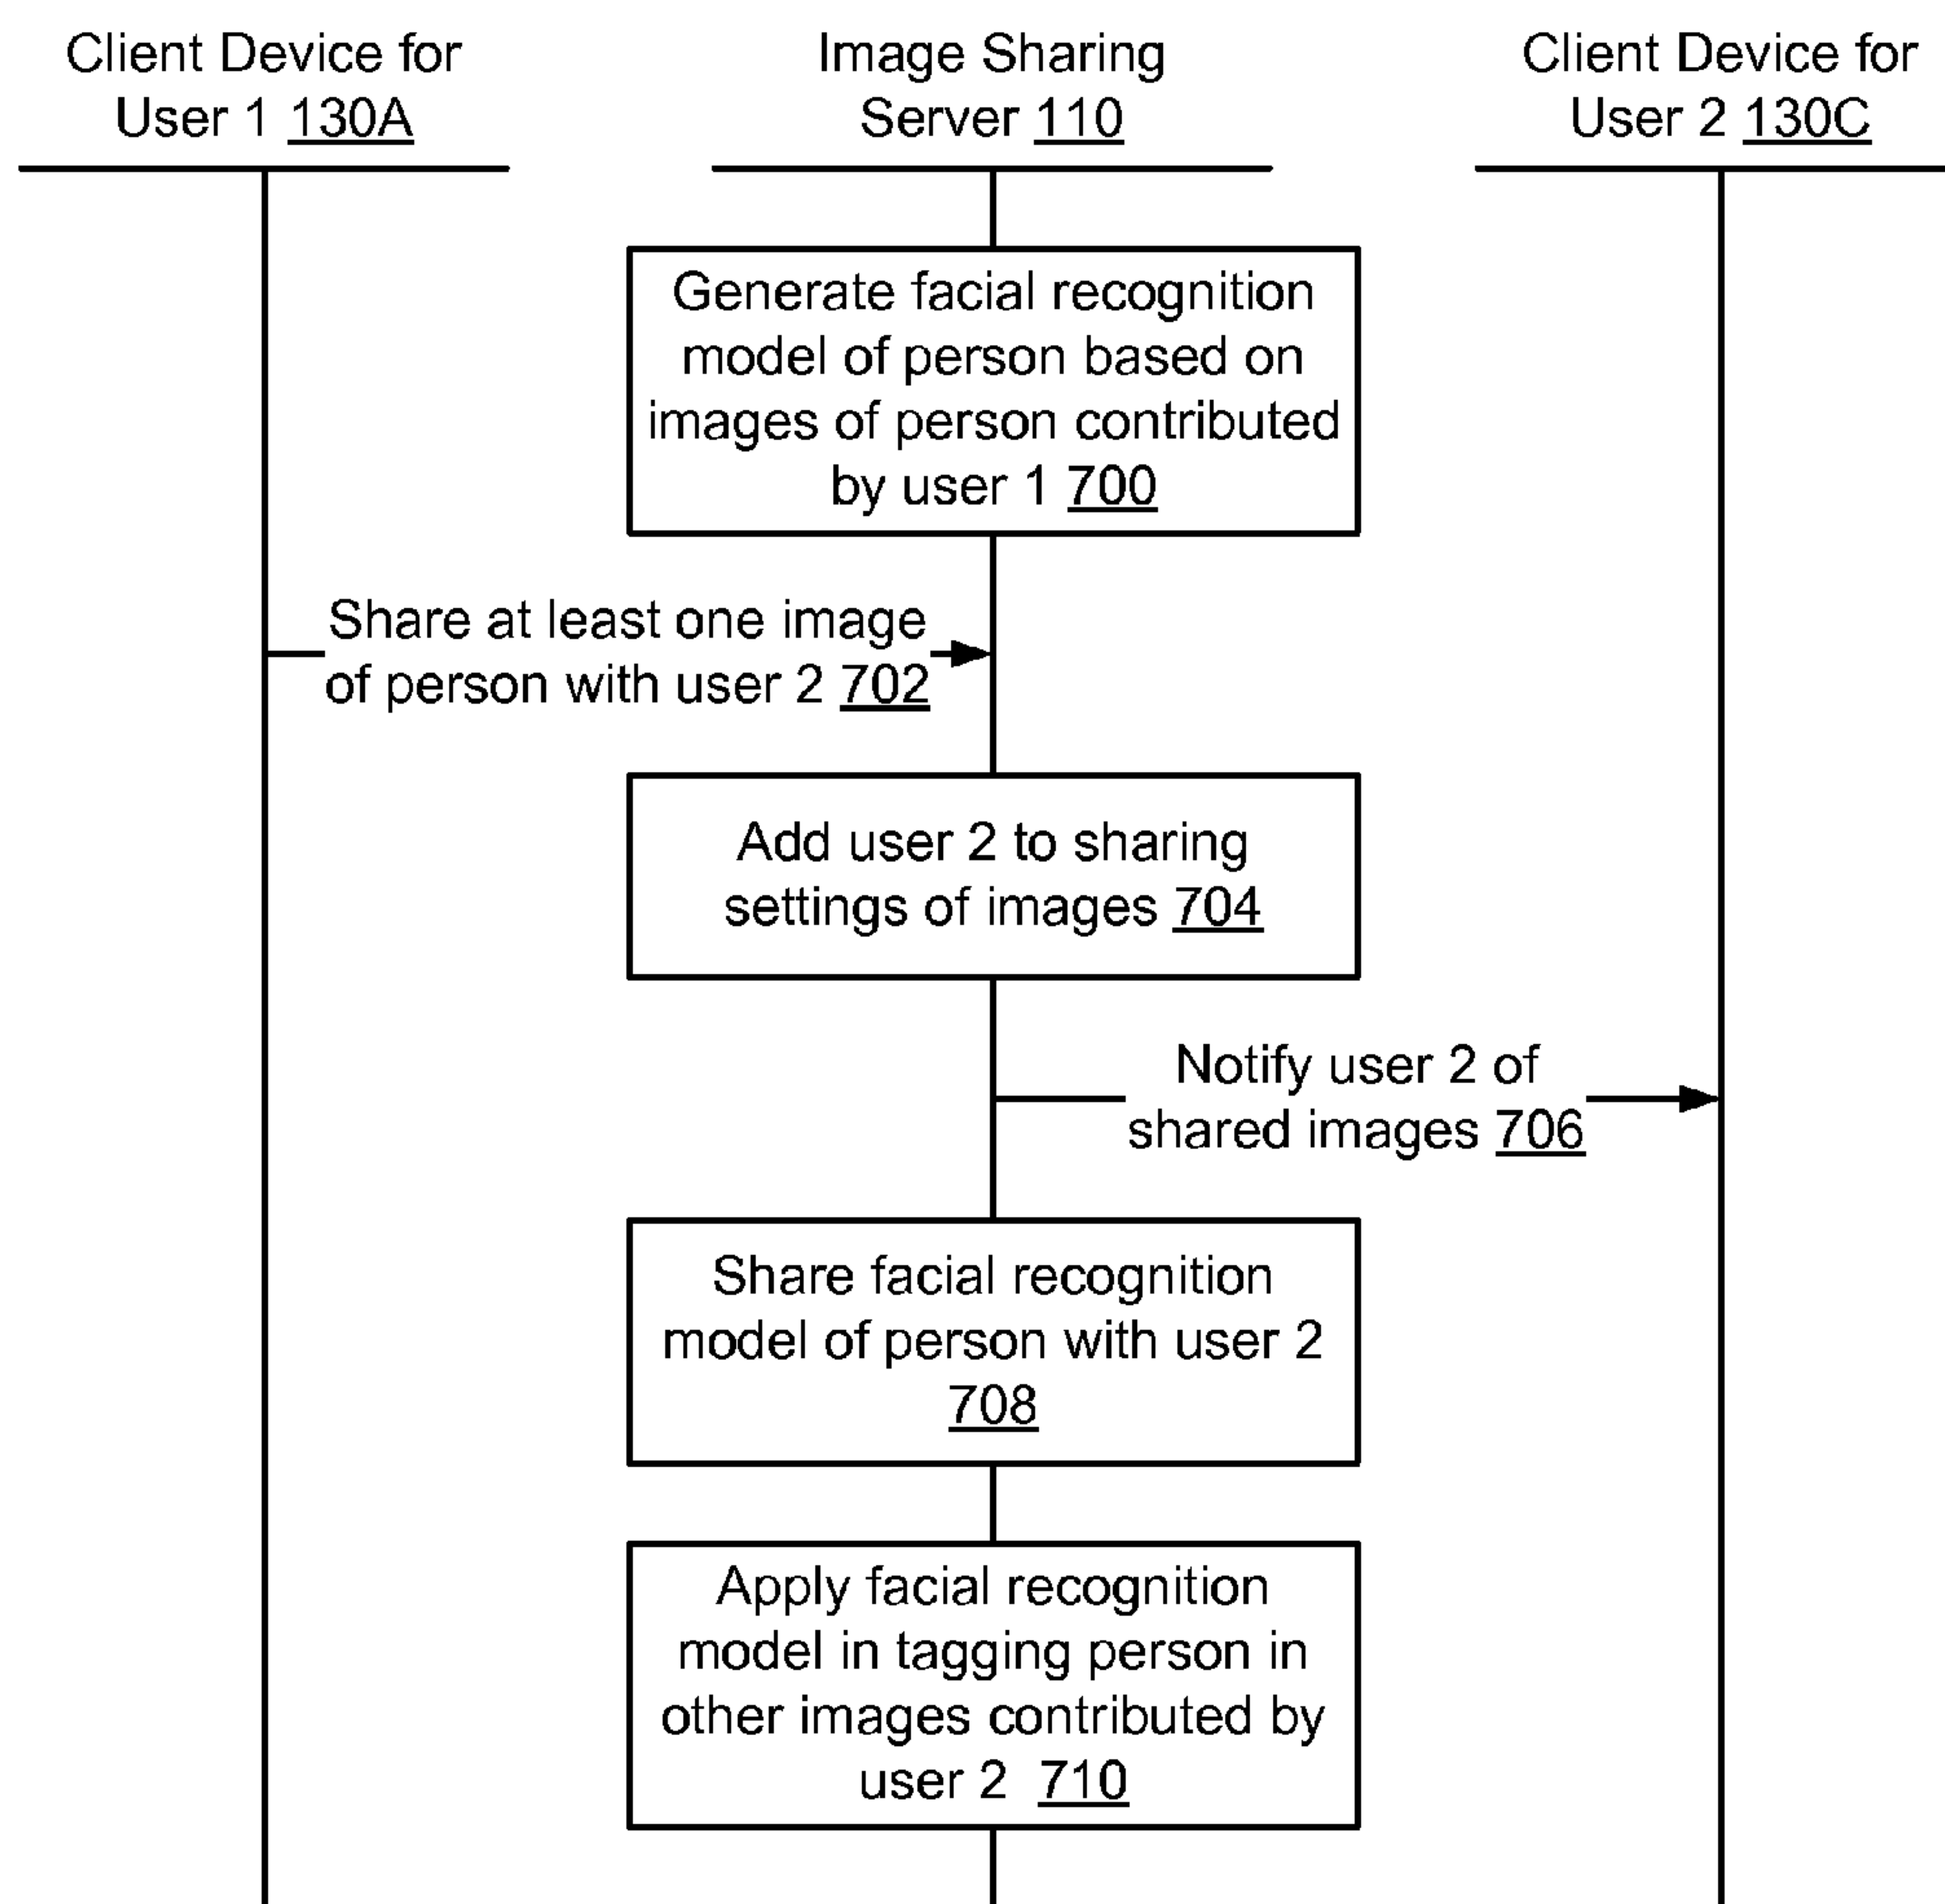 Client Device for
User 1 130A
Image Sharing
Server 110
Client Device for
User 2 130C
Generate facial recognition
model of person based on
images of person contributed
by user 1 700
Share at least one image
of person with user 2 702
Add user 2 to sharing
settings of images 704
Notify user 2 of
shared images 706
Share facial recognition
model of person with user 2
708
Apply facial recognition
model in tagging person in
other images contributed by
user 2 710